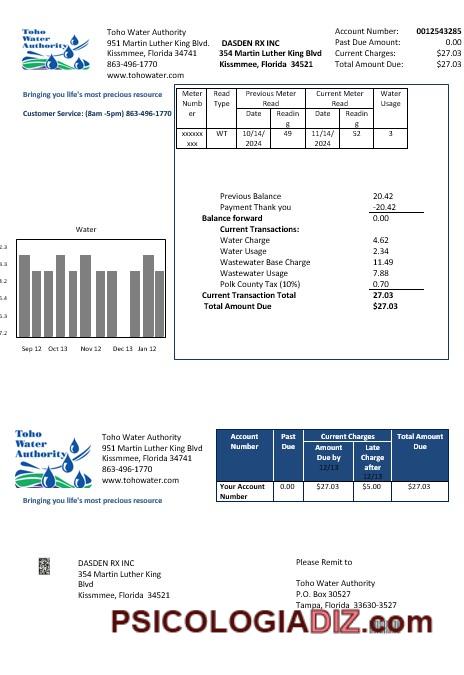 Toho
Water
Authority
Toho Water Authority
951 Martin Luther King Blvd.
Kissmmee, Florida 34741
863-496-1770
www.tohowater.com
DASDEN RX INC
354 Martin Luther King Blvd
Kissmmee, Florida 34521
Account Number: 0012543285
Past Due Amount: 0.00
Current Charges: $27.03
Total Amount Due: $27.03
Bringing you life's most precious resource
Customer Service: (8am -5pm) 863-496-1770
Meter Numb er Read Type Previous Meter Read Current Meter Read Water Usage
Date Readin g Date Readin g
xxxxxx xxx WT 10/14/ 2024 49 11/14/ 2024 52 3
Previous Balance 20.42
Payment Thank you -20.42
Balance forward 0.00
Current Transactions:
Water Charge 4.62
Water Usage 2.34
Wastewater Base Charge 11.49
Wastewater Usage 7.88
Polk County Tax (10%) 0.70
Current Transaction Total 27.03
Total Amount Due $27.03
Water
2.3
3.3
4.2
5.4
6.3
7.2
Sep 12 Oct 13 Nov 12 Dec 13 Jan 12
Toho
Water
Authority
Toho Water Authority
951 Martin Luther King Blvd
Kissmmee, Florida 34741
863-496-1770
www.tohowater.com
Bringing you life's most precious resource
Account Number Past Due Current Charges Total Amount Due
Amount Due by 12/13 Late Charge after 12/13
Your Account Number 0.00 $27.03 $5.00 $27.03
DASDEN RX INC
354 Martin Luther King
Blvd
Kissmmee, Florida 34521
Please Remit to
Toho Water Authority
P.O. Box 30527
Tampa, Florida 33630-3527
PSICOLOGIADIZ.com